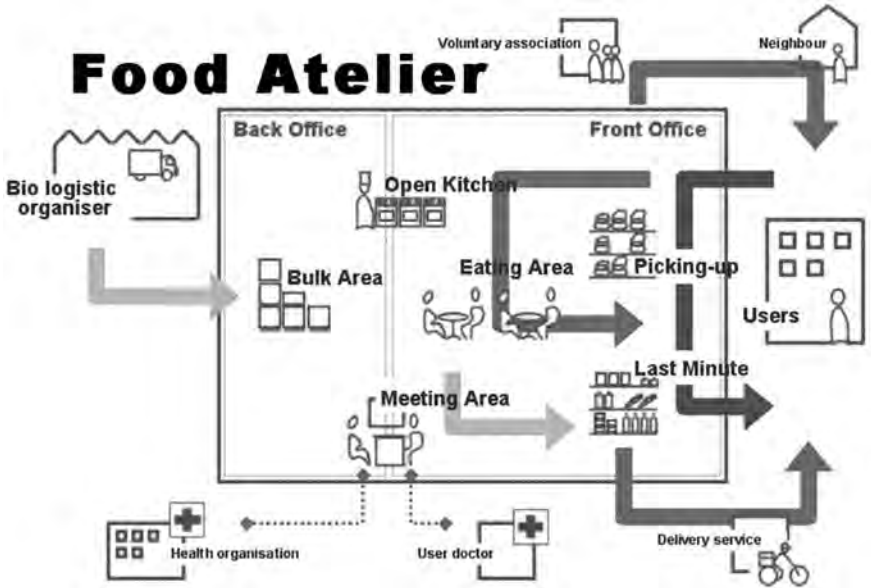 Voluntary association
Neighbour
Food Atelier
Back Office
Front Office
Bio logistic
organiser
Open Kitchen
Bulk Area
Eating Area
Picking-up
Users
Last Minute
Meeting Area
Health organisation
User doctor
Delivery service